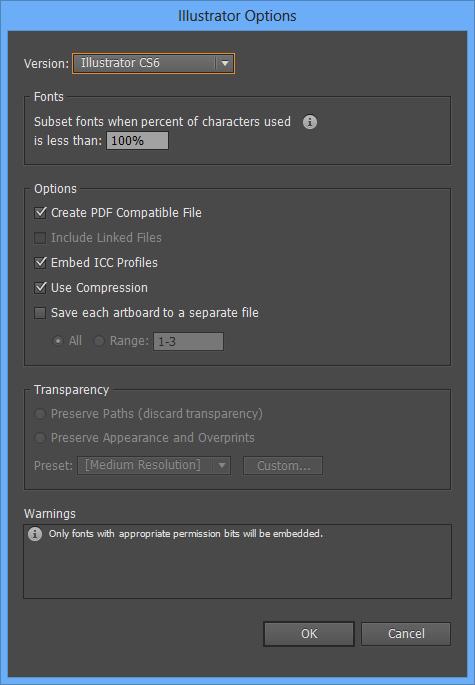 Illustrator Options
Version: Illustrator CS6
Fonts
Subset fonts when percent of characters used
is less than: 100%
Options
Create PDF Compatible File
Include Linked Files
Embed ICC Profiles
Use Compression
Save each artboard to a separate file
All Range: 1-3
Transparency
Preserve Paths (discard transparency)
Preserve Appearance and Overprints
Preset: [Medium Resolution] Custom...
Warnings
Only fonts with appropriate permission bits will be embedded.
OK Cancel